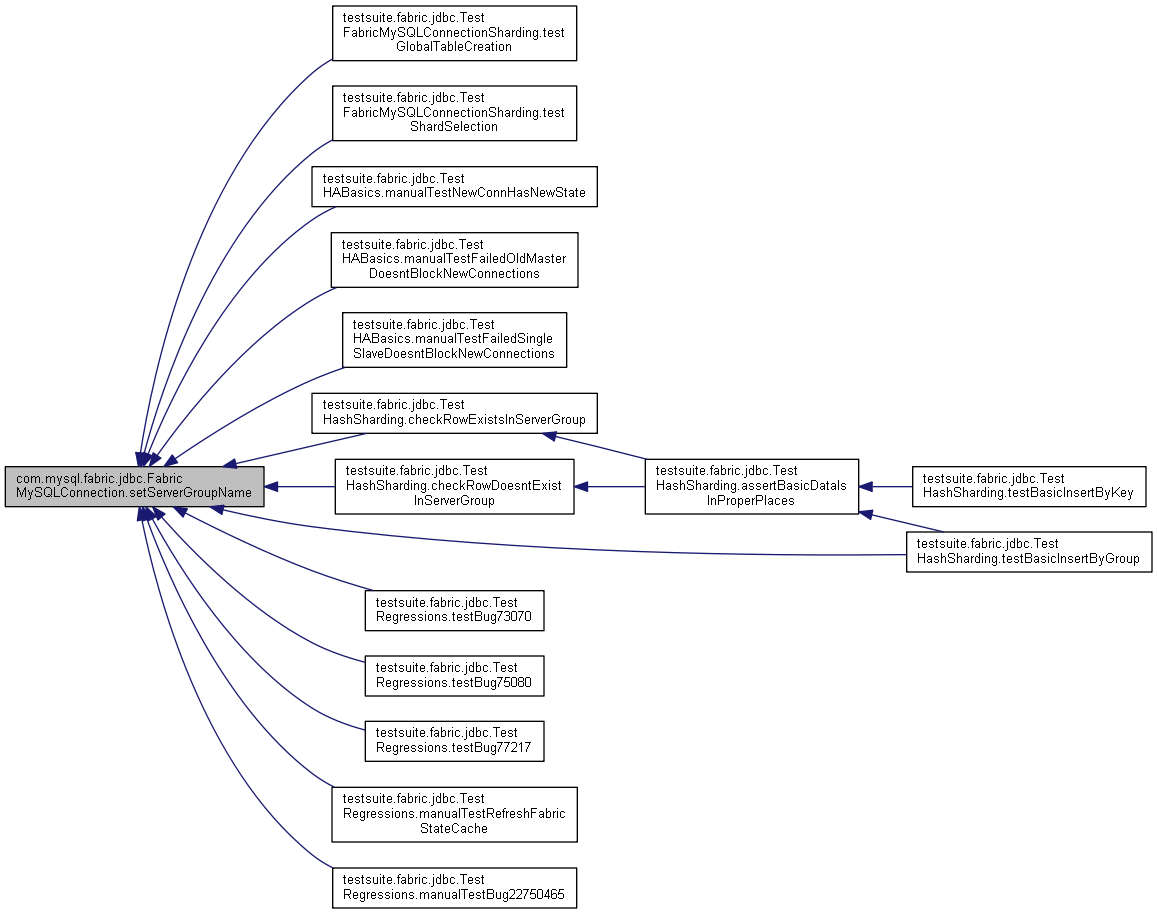 testsuite.fabric.jdbc.Test
FabricMySQLConnectionSharding.test
GlobalTableCreation
testsuite.fabric.jdbc.Test
FabricMySQLConnectionSharding.test
ShardSelection
testsuite.fabric.jdbc.Test
HABasics.manualTestNewConnHasNewState
testsuite.fabric.jdbc.Test
HABasics.manualTestFailedOldMaster
DoesntBlockNewConnections
testsuite.fabric.jdbc.Test
HABasics.manualTestFailedSingle
SlaveDoesntBlockNewConnections
testsuite.fabric.jdbc.Test
HashSharding.checkRowExistsInServerGroup
com.mysql.fabric.jdbc.Fabric
MySQLConnection.setServerGroupName
testsuite.fabric.jdbc.Test
HashSharding.checkRowDoesntExist
InServerGroup
testsuite.fabric.jdbc.Test
HashSharding.assertBasicDataIs
InProperPlaces
testsuite.fabric.jdbc.Test
HashSharding.testBasicInsertByKey
testsuite.fabric.jdbc.Test
HashSharding.testBasicInsertByGroup
testsuite.fabric.jdbc.Test
Regressions.testBug73070
testsuite.fabric.jdbc.Test
Regressions.testBug75080
testsuite.fabric.jdbc.Test
Regressions.testBug77217
testsuite.fabric.jdbc.Test
Regressions.manualTestRefreshFabric
StateCache
testsuite.fabric.jdbc.Test
Regressions.manualTestBug22750465